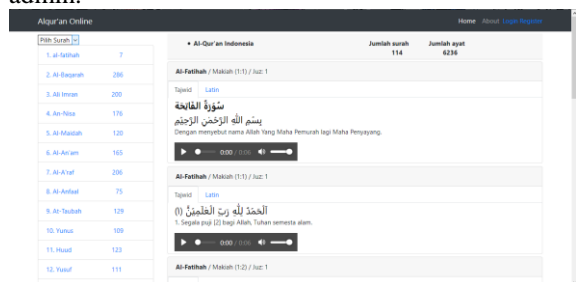 Alqur'an Online Home About Login Register
Pilih Surah
1. al-fatihah 7
2. Al-Baqarah 286
3. Ali Imran 200
4. An-Nisa 176
5. Al-Maidah 120
6. Al-An'am 165
7. Al-A'raf 206
8. Al-Anfaal 75
9. At-Taubah 129
10. Yunus 109
11. Huud 123
12. Yusuf 111
• Al-Qur'an Indonesia Jumlah surah Jumlah ayat
114 6236
Al-Fatihah / Makiah (1:1) / Juz: 1
Tajwid Latin
سُوْرَةُ الْفَاتِحَة
بِسْمِ اللّٰهِ الرَّحْمٰنِ الرَّحِيْمِ
Dengan menyebut nama Allah Yang Maha Pemurah lagi Maha Penyayang.
0:00 / 0:06
Al-Fatihah / Makiah (1:1) / Juz: 1
Tajwid Latin
اَلْحَمْدُ لِلّٰهِ رَبِّ الْعٰلَمِيْنَۙ (١)
1. Segala puji [2] bagi Allah, Tuhan semesta alam.
0:00 / 0:06
Al-Fatihah / Makiah (1:2) / Juz: 1